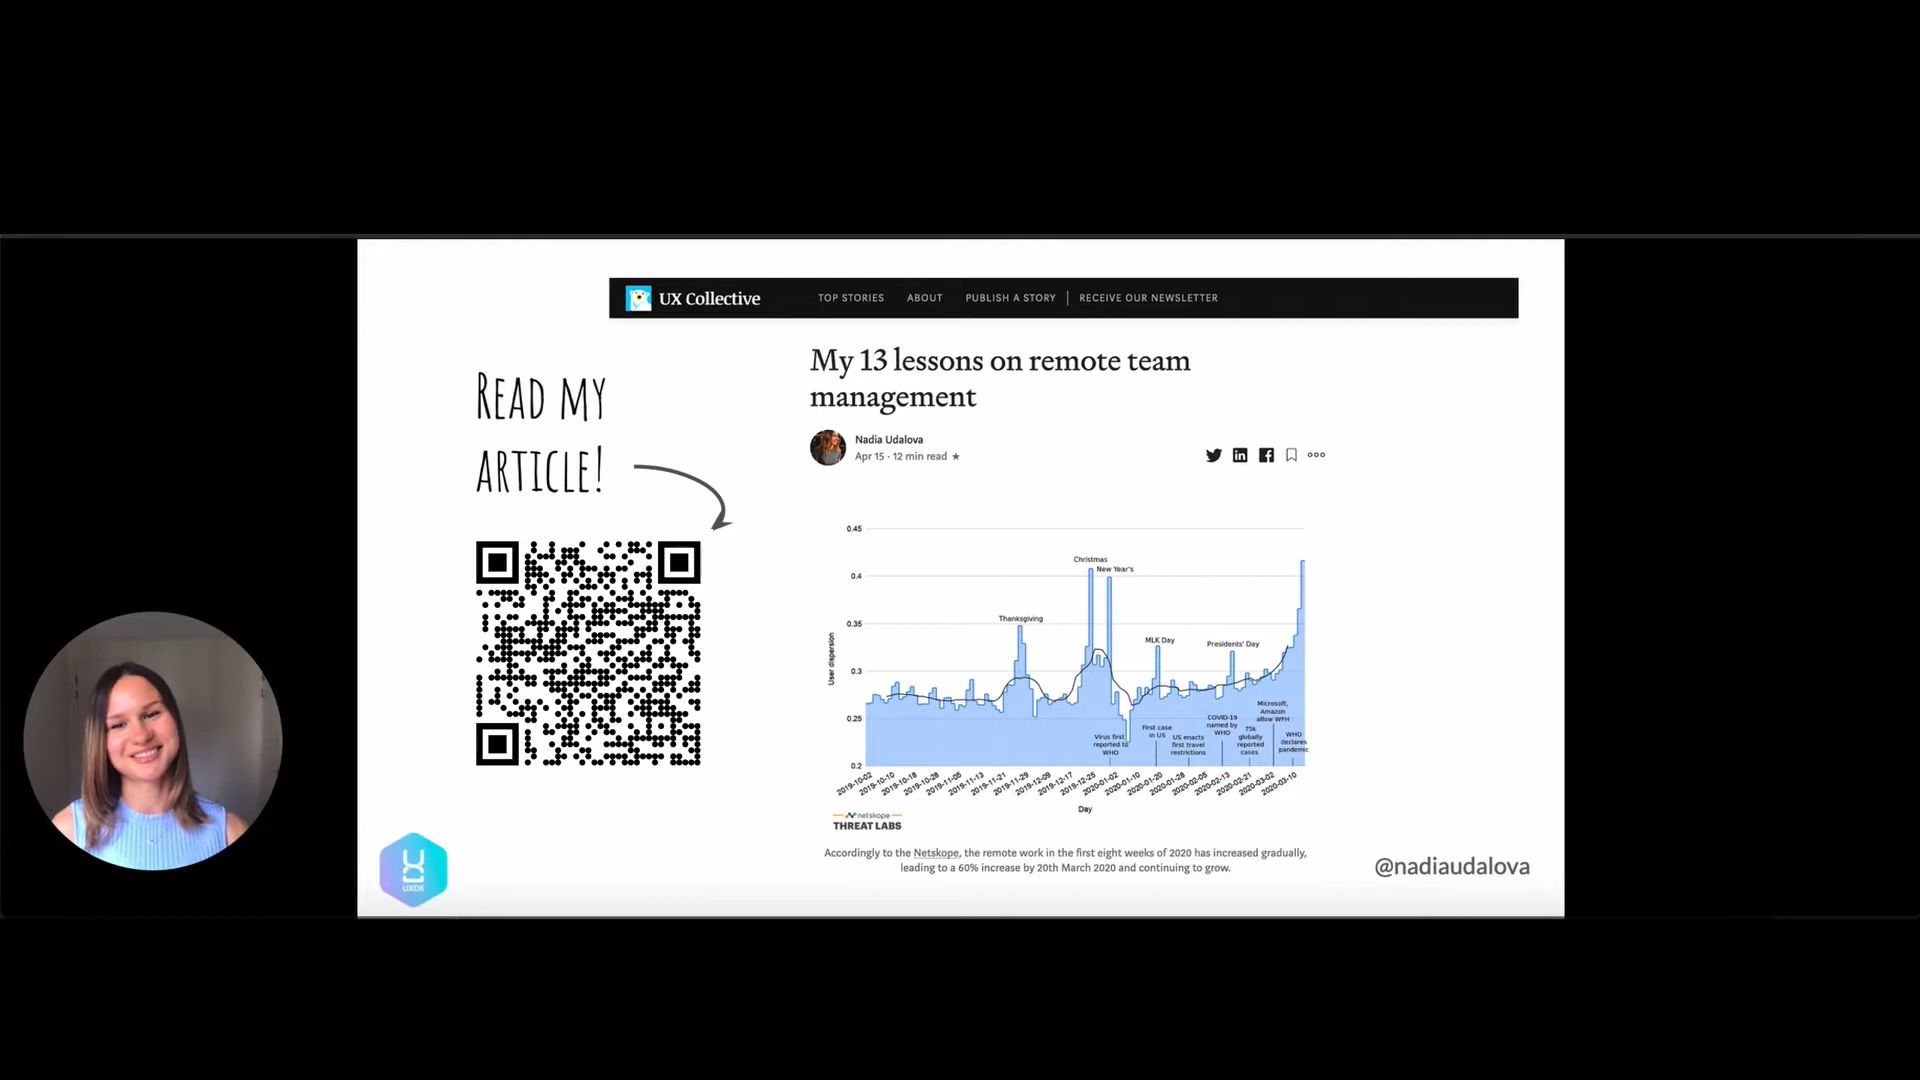 UX Collective
TOP STORIES ABOUT PUBLISH A STORY RECEIVE OUR NEWSLETTER
READ MY
ARTICLE!
My 13 lessons on remote team
management
Nadia Udalova
Apr 15 · 12 min read ★
User dispersion
0.45
0.4
0.35
0.3
0.25
0.2
Thanksgiving
Christmas
New Year's
MLK Day
Presidents' Day
Virus first
reported to
WHO
First case
in US
US enacts
first travel
restrictions
COVID-19
named by
WHO
75k
globally
reported
cases
Microsoft,
Amazon
allow WFH
WHO
declares
pandemic
2019-10-02
2019-10-10
2019-10-18
2019-10-28
2019-11-05
2019-11-13
2019-11-21
2019-11-29
2019-12-09
2019-12-17
2019-12-25
2020-01-02
2020-01-10
2020-01-20
2020-01-28
2020-02-05
2020-02-13
2020-02-21
2020-03-02
2020-03-10
Day
netskope
THREAT LABS
Accordingly to the Netskope, the remote work in the first eight weeks of 2020 has increased gradually,
leading to a 60% increase by 20th March 2020 and continuing to grow.
UXDX
@nadiaudalova